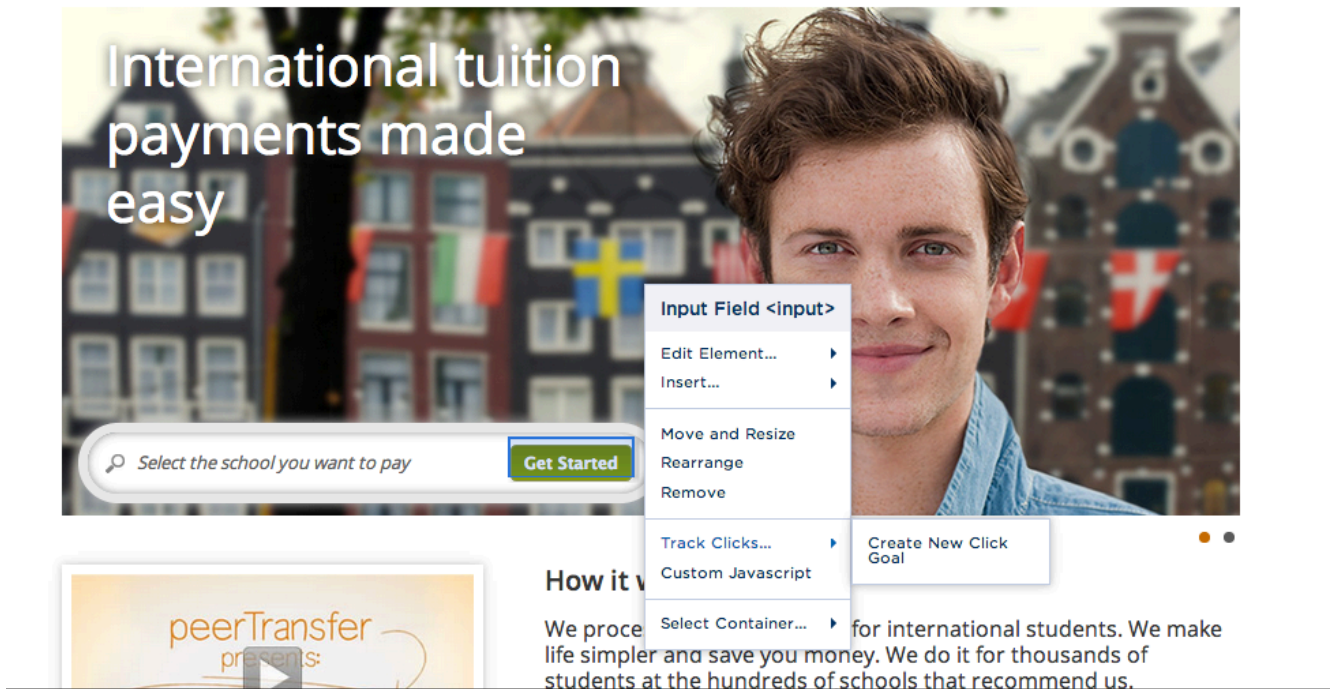 International tuition
payments made
easy
Select the school you want to pay
Get Started
Input Field <input>
Edit Element...
Insert...
Move and Resize
Rearrange
Remove
Track Clicks...
Custom Javascript
Select Container...
Create New Click
Goal
peerTransfer
presents:
How it
We proce
for international students. We make
life simpler and save you money. We do it for thousands of
students at the hundreds of schools that recommend us.